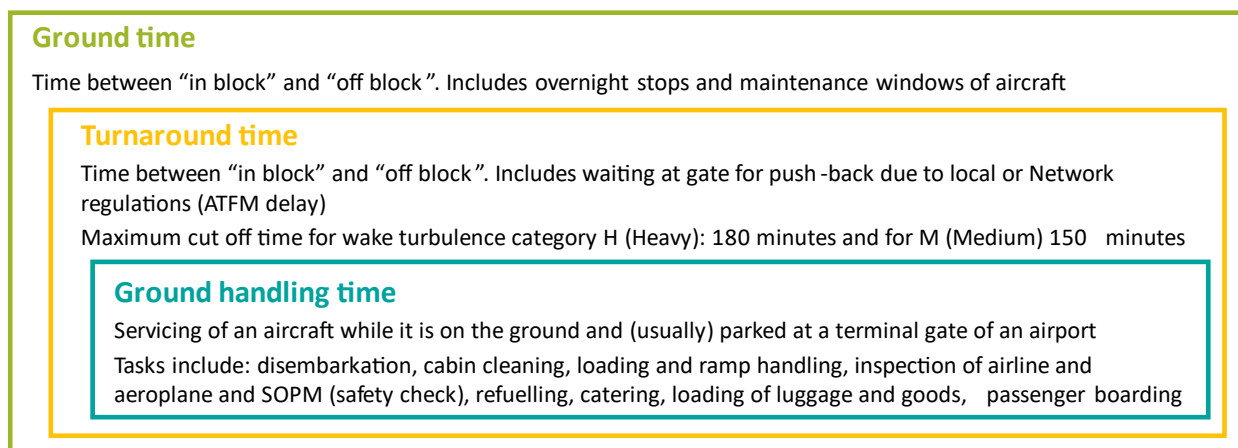 Ground time
Time between “in block” and “off block”. Includes overnight stops and maintenance windows of aircraft
Turnaround time
Time between “in block” and “off block”. Includes waiting at gate for push-back due to local or Network
regulations (ATFM delay)
Maximum cut off time for wake turbulence category H (Heavy): 180 minutes and for M (Medium) 150 minutes
Ground handling time
Servicing of an aircraft while it is on the ground and (usually) parked at a terminal gate of an airport
Tasks include: disembarkation, cabin cleaning, loading and ramp handling, inspection of airline and
aeroplane and SOPM (safety check), refuelling, catering, loading of luggage and goods, passenger boarding